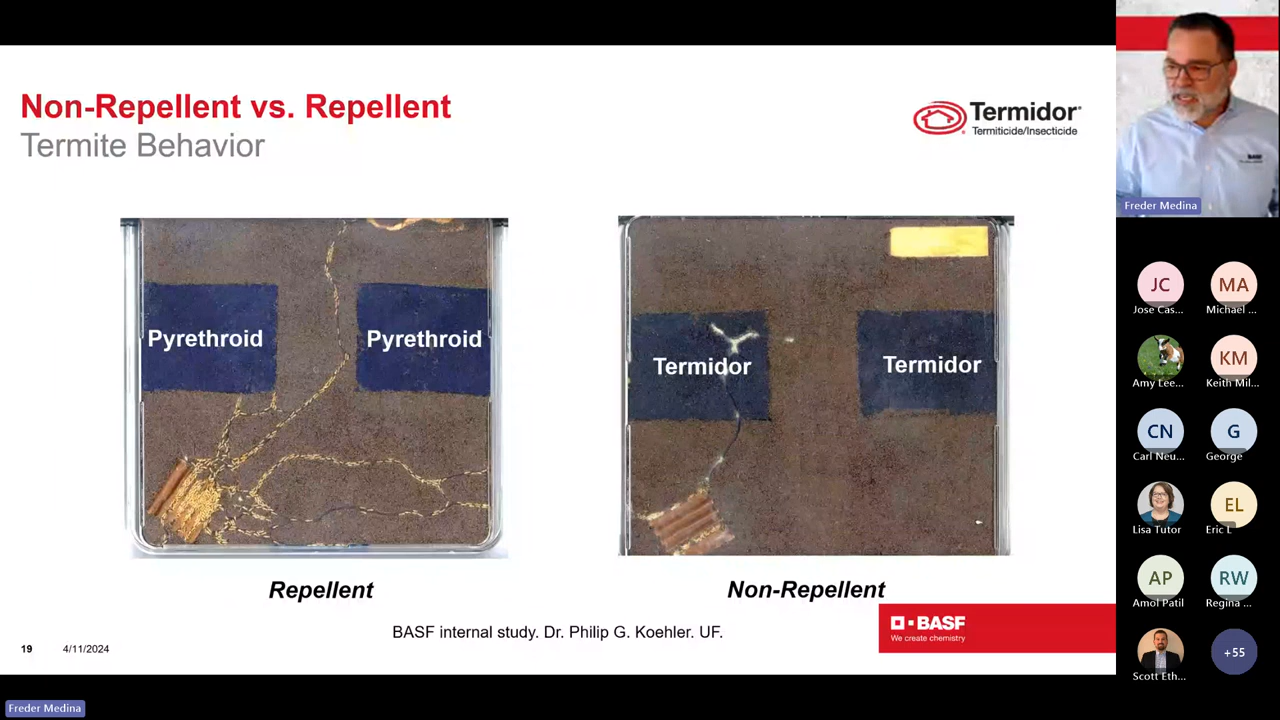 Non-Repellent vs. Repellent
Termite Behavior
Termidor®
Termiticide/Insecticide
Pyrethroid
Pyrethroid
Termidor
Termidor
Repellent
Non-Repellent
BASF internal study. Dr. Philip G. Koehler. UF.
19
4/11/2024
BASF
We create chemistry
BASF
Freder Medina
JC
Jose Cas...
MA
Michael ...
Amy Lee...
KM
Keith Mil...
CN
Carl Neu...
G
George
Lisa Tutor
EL
Eric L
AP
Amol Patil
RW
Regina ...
Scott Eth...
+55
Freder Medina